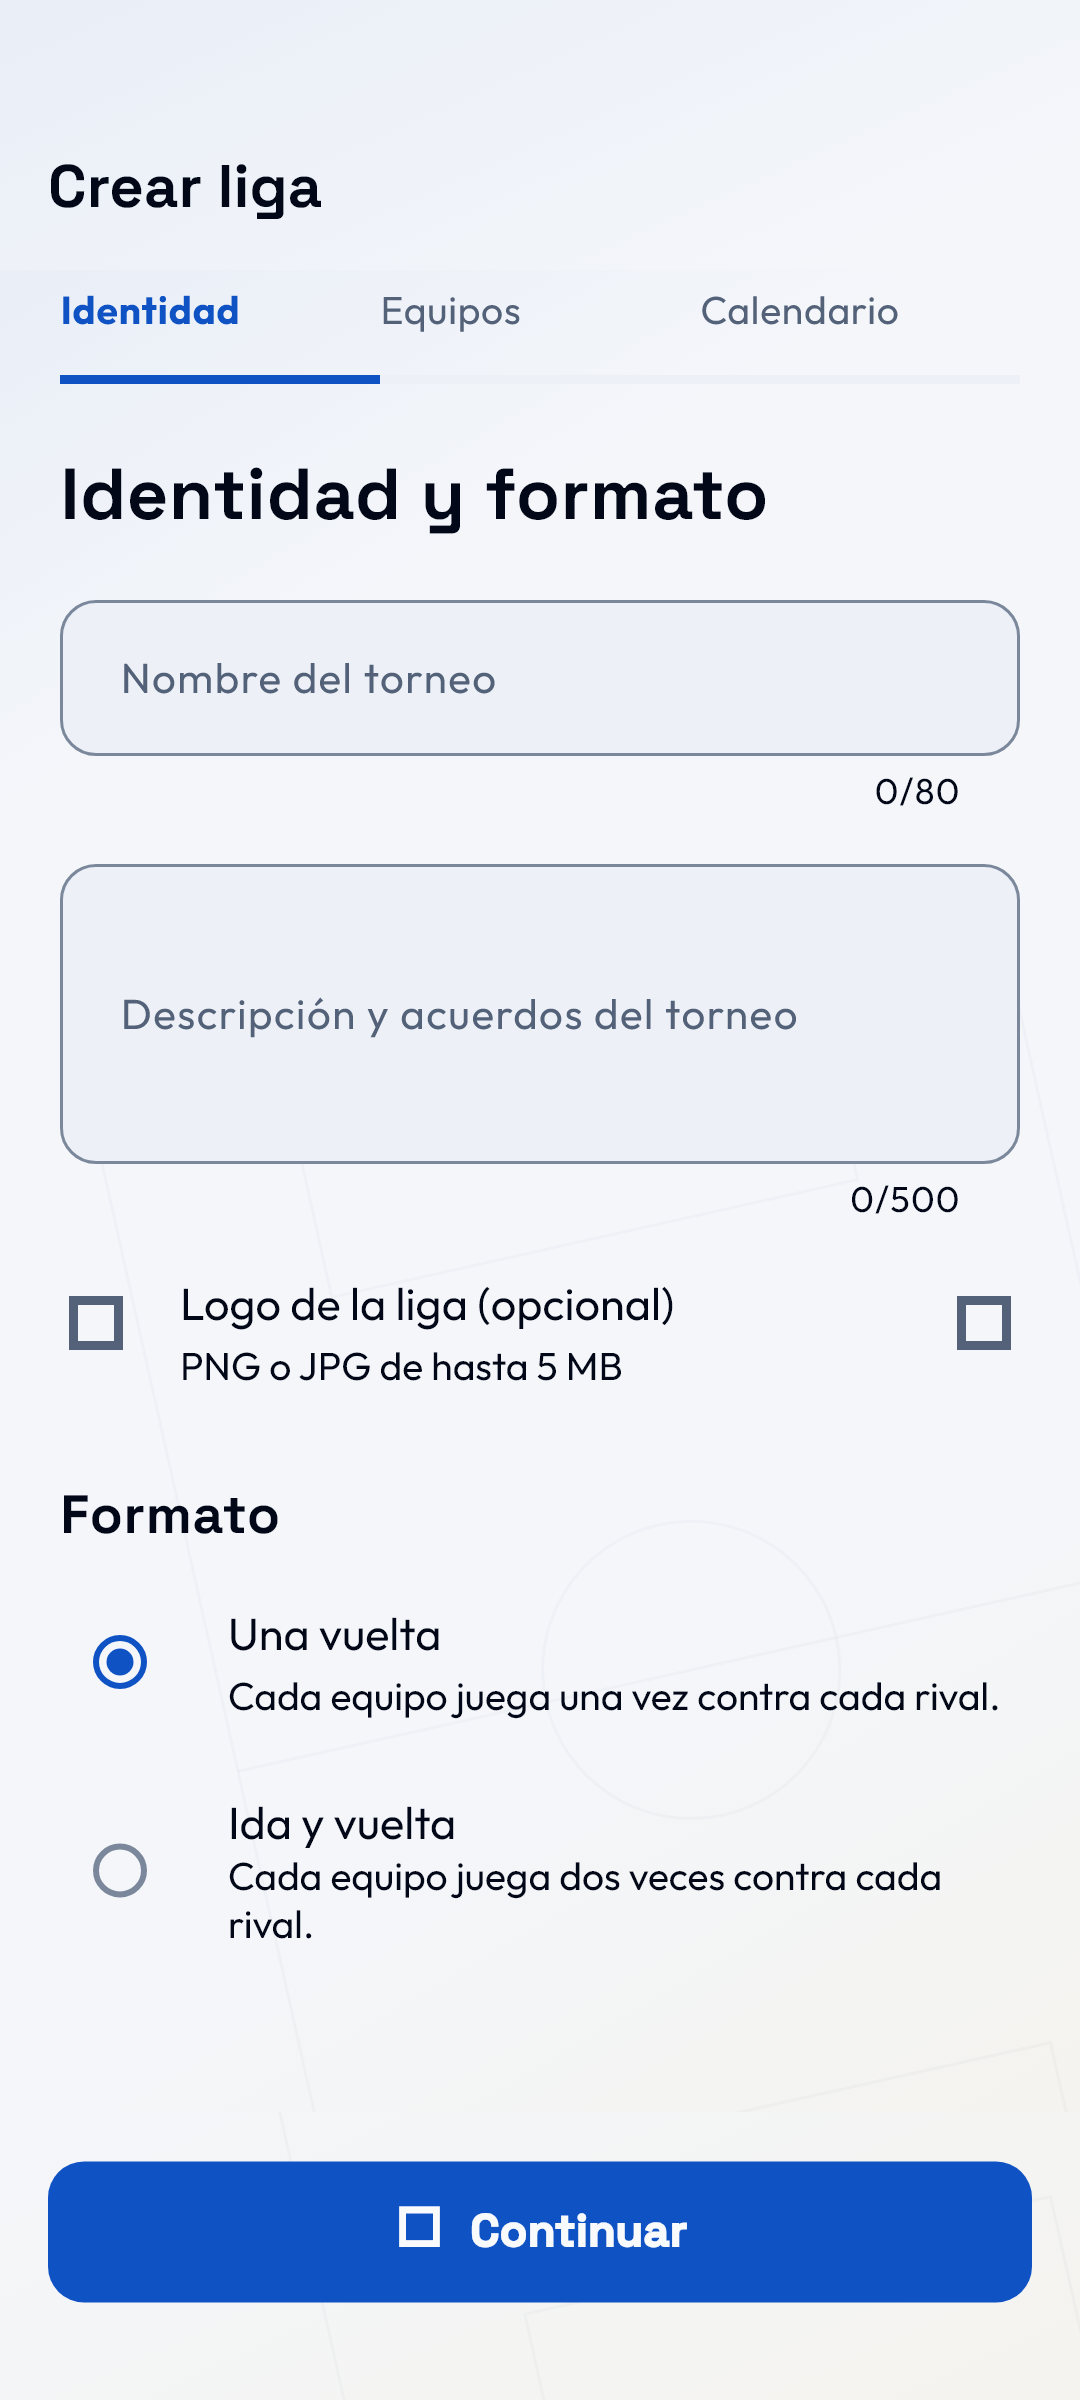 Crear liga
Identidad
Equipos
Calendario
Identidad y formato
Nombre del torneo
0/80
Descripción y acuerdos del torneo
0/500
Logo de la liga (opcional)
PNG o JPG de hasta 5 MB
Formato
Una vuelta
Cada equipo juega una vez contra cada rival.
Ida y vuelta
Cada equipo juega dos veces contra cada
rival.
Continuar